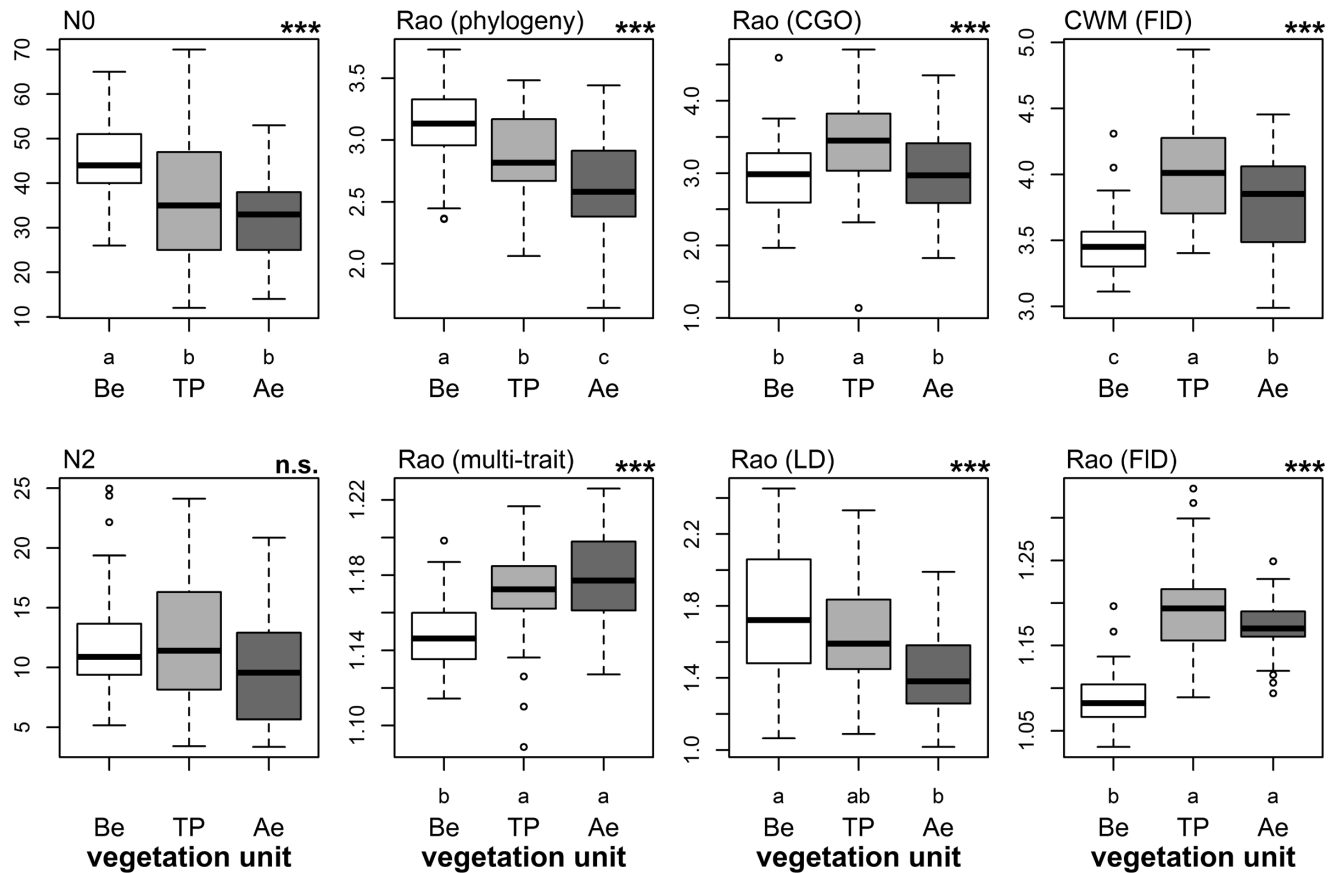 N0 ***
70
60
50
40
30
20
10
a b b
Be TP Ae
Rao (phylogeny) ***
3.5
3.0
2.5
2.0
a b c
Be TP Ae
Rao (CGO) ***
4.0
3.0
2.0
1.0
b a b
Be TP Ae
CWM (FID) ***
5.0
4.5
4.0
3.5
3.0
c a b
Be TP Ae
N2 n.s.
25
20
15
10
5
Be TP Ae
vegetation unit
Rao (multi-trait) ***
1.22
1.18
1.14
1.10
b a a
Be TP Ae
vegetation unit
Rao (LD) ***
2.2
1.8
1.4
1.0
a ab b
Be TP Ae
vegetation unit
Rao (FID) ***
1.25
1.15
1.05
b a a
Be TP Ae
vegetation unit